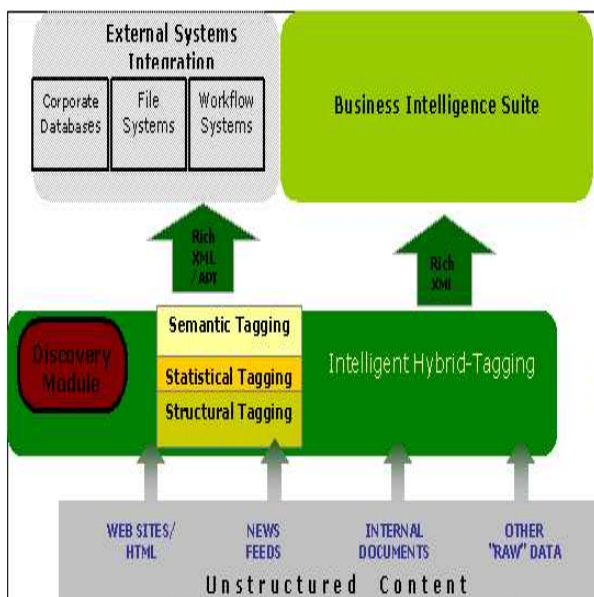 External Systems
Integration
Corporate
Databases
File
Systems
Workflow
Systems
Business Intelligence Suite
Rich
XML
/API
Rich
XML
Discovery
Module
Semantic Tagging
Statistical Tagging
Structural Tagging
Intelligent Hybrid-Tagging
WEB SITES/
HTML
NEWS
FEEDS
INTERNAL
DOCUMENTS
OTHER
"RAW" DATA
Unstructured Content